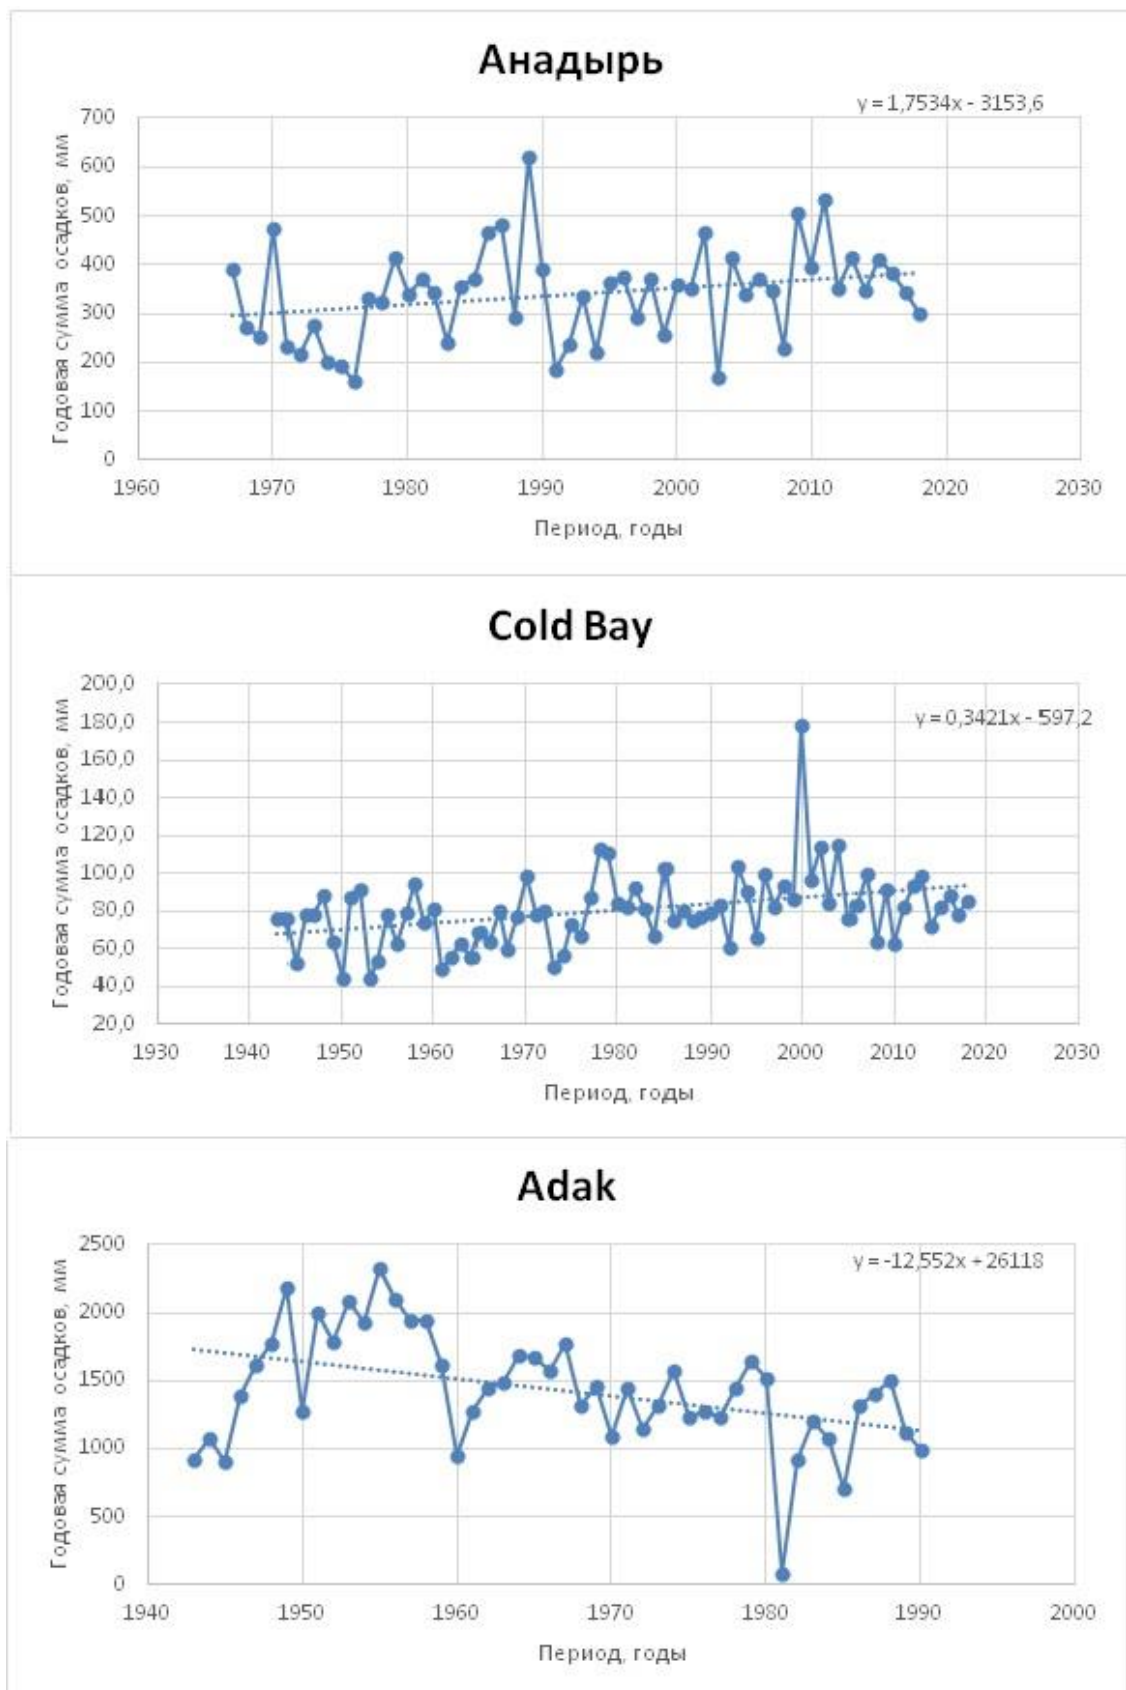 Анадырь
y = 1,7534x - 3153,6
Годовая сумма осадков, мм
700
600
500
400
300
200
100
0
1960 1970 1980 1990 2000 2010 2020 2030
Период, годы
Cold Bay
y = 0,3421x - 597,2
Годовая сумма осадков, мм
200,0
180,0
160,0
140,0
120,0
100,0
80,0
60,0
40,0
20,0
1930 1940 1950 1960 1970 1980 1990 2000 2010 2020 2030
Период, годы
Adak
y = -12,552x + 26118
Годовая сумма осадков, мм
2500
2000
1500
1000
500
0
1940 1950 1960 1970 1980 1990 2000
Период, годы